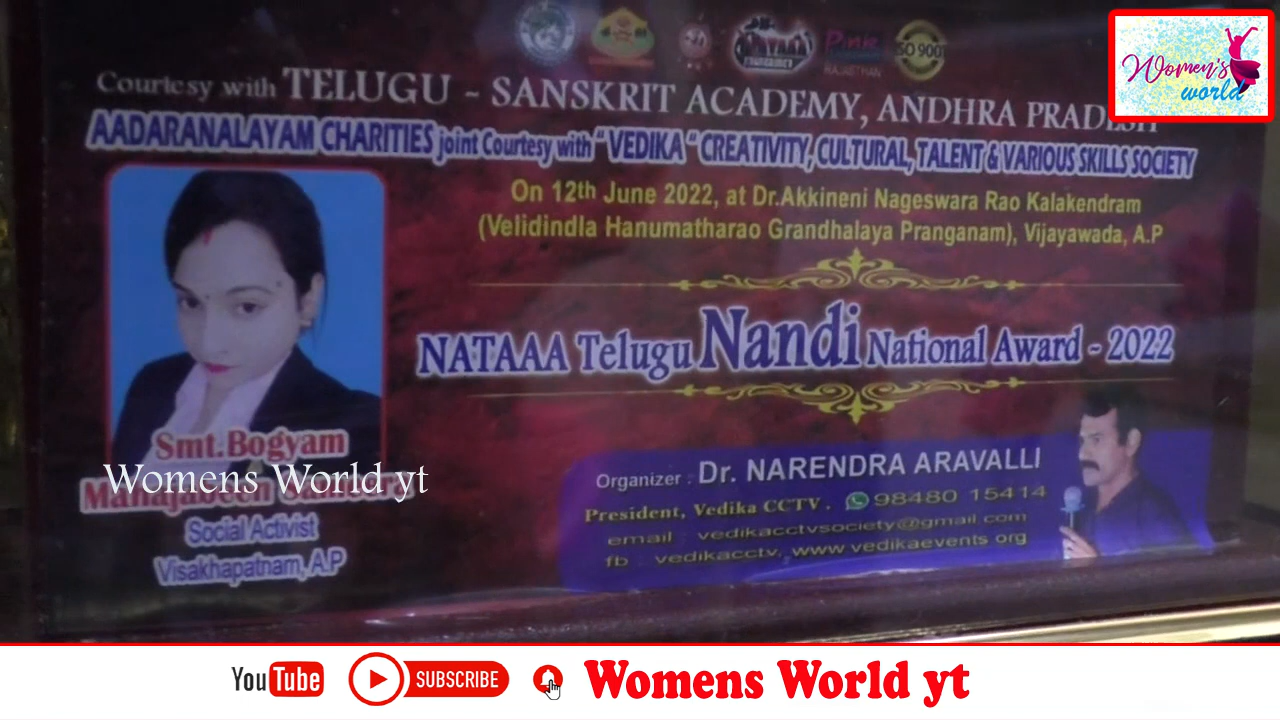 ISO 9001
Women's
world
Courtesy with TELUGU - SANSKRIT ACADEMY, ANDHRA PRADESH
AADARANALAYAM CHARITIES joint Courtesy with "VEDIKA" CREATIVITY, CULTURAL, TALENT & VARIOUS SKILLS SOCIETY
On 12th June 2022, at Dr.Akkineni Nageswara Rao Kalakendram
(Velidindla Hanumatharao Grandhalaya Pranganam), Vijayawada, A.P
NATAAA Telugu Nandi National Award - 2022
Smt.Bogyam
Womens World yt
Social Activist
Visakhapatnam, A.P
Organizer : Dr. NARENDRA ARAVALLI
President, Vedika CCTV. 98480 15414
email : vedikacctvsociety@gmail.com
fb : vedikacctv, www.vedikaevents.org
YouTube SUBSCRIBE Womens World yt